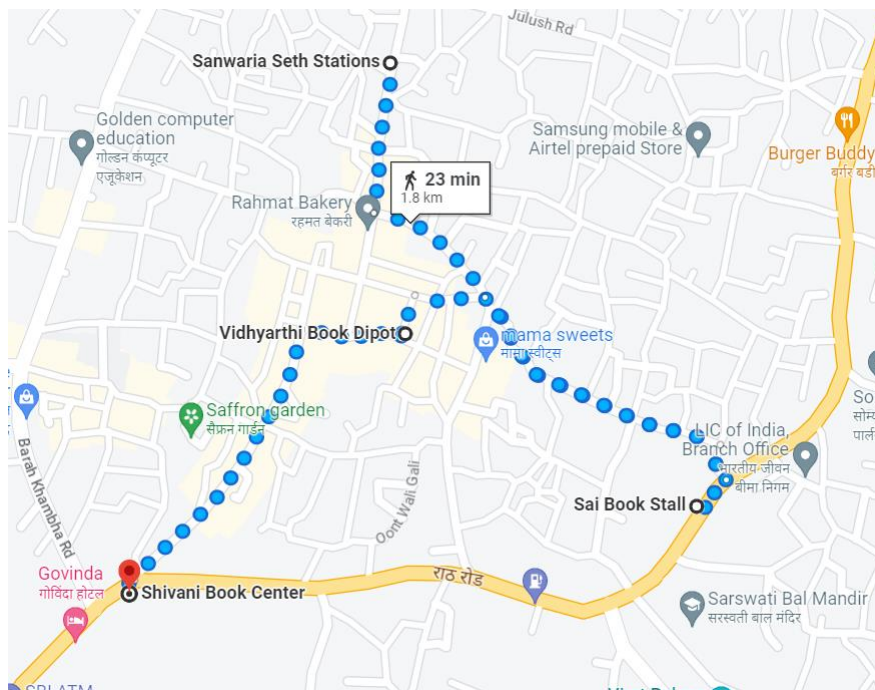 Julush Rd
Sanwaria Seth Stations
Golden computer
education
गोल्डन कंप्यूटर
एजूकेशन
Samsung mobile &
Airtel prepaid Store
Burger Buddy
बर्गर बडी
23 min
1.8 km
Rahmat Bakery
रहमत बेकरी
Vidhyarthi Book Dipot
mama sweets
मामा स्वीट्स
Saffron garden
सैफ्रन गार्डन
So
सोम्य
पार्ल
LIC of India,
Branch Office
भारतीय जीवन
बीमा निगम
Barah Khambha Rd
Oont Wali Gali
Sai Book Stall
Govinda
गोविंदा होटल
Shivani Book Center
राठ रोड
Sarswati Bal Mandir
सरस्वती बाल मंदिर
SBI ATM